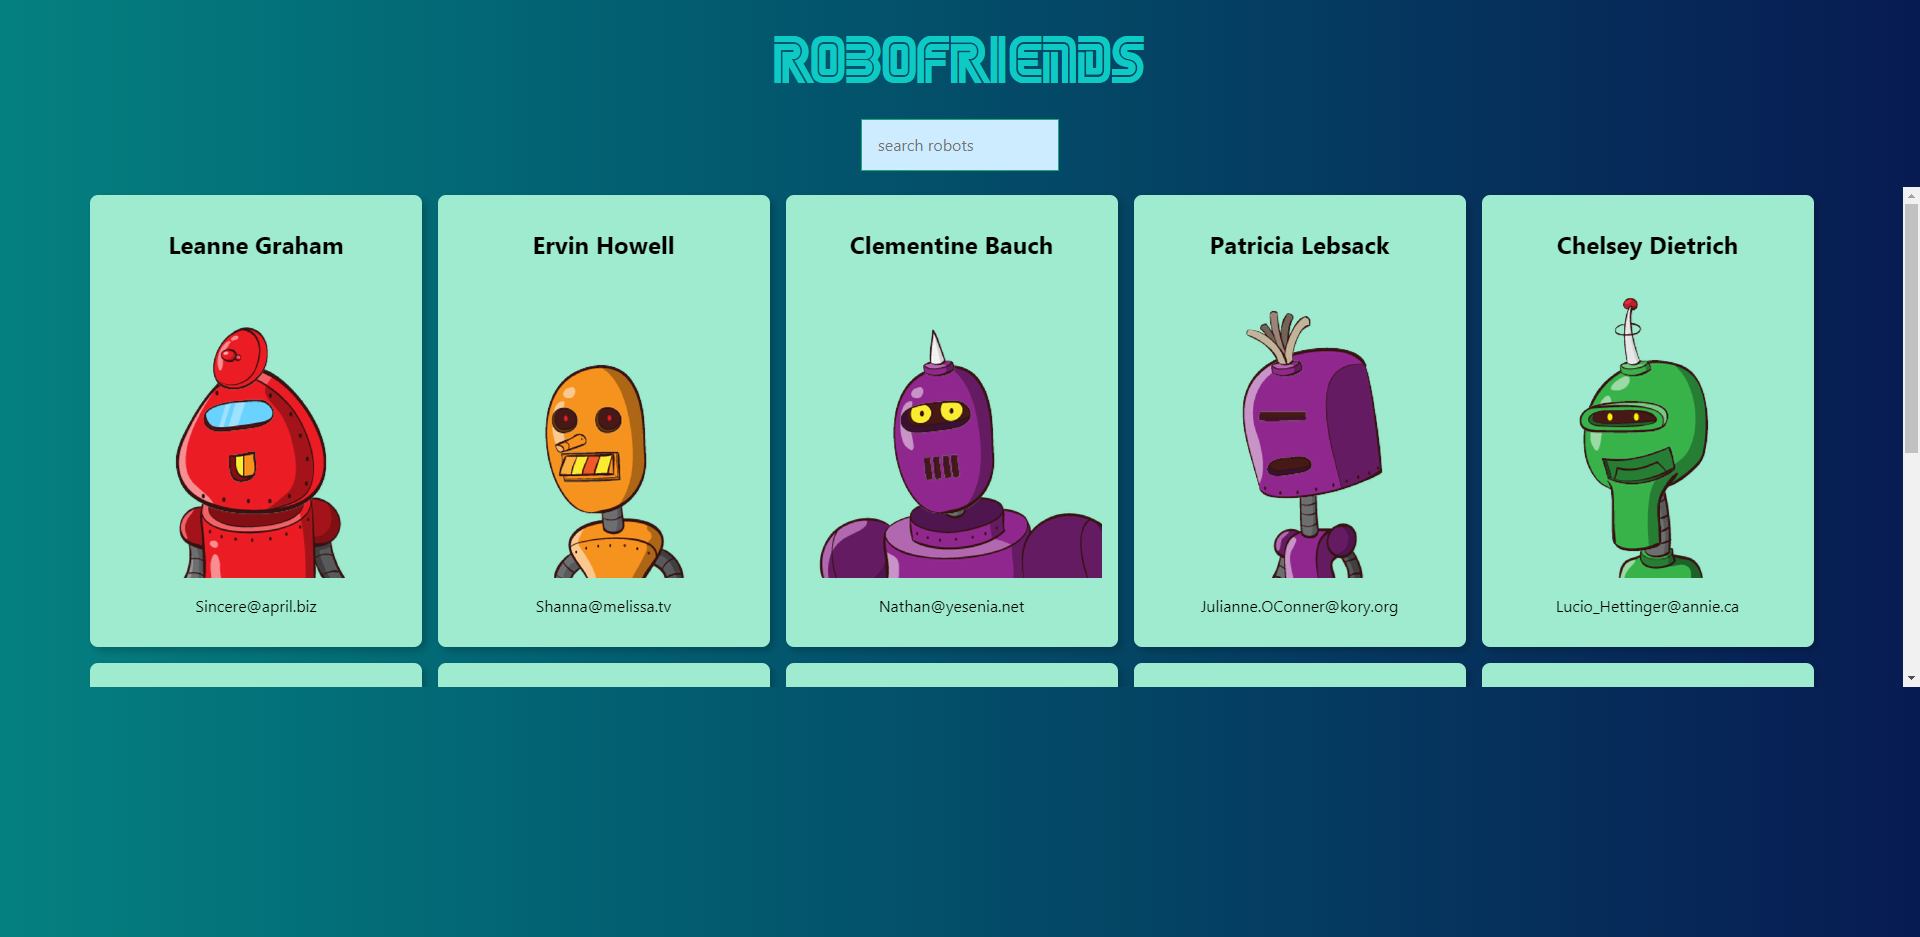 ROBOFRIENDS
search robots
Leanne Graham
Ervin Howell
Clementine Bauch
Patricia Lebsack
Chelsey Dietrich
Sincere@april.biz
Shanna@melissa.tv
Nathan@yesenia.net
Julianne.OConner@kory.org
Lucio_Hettinger@annie.ca